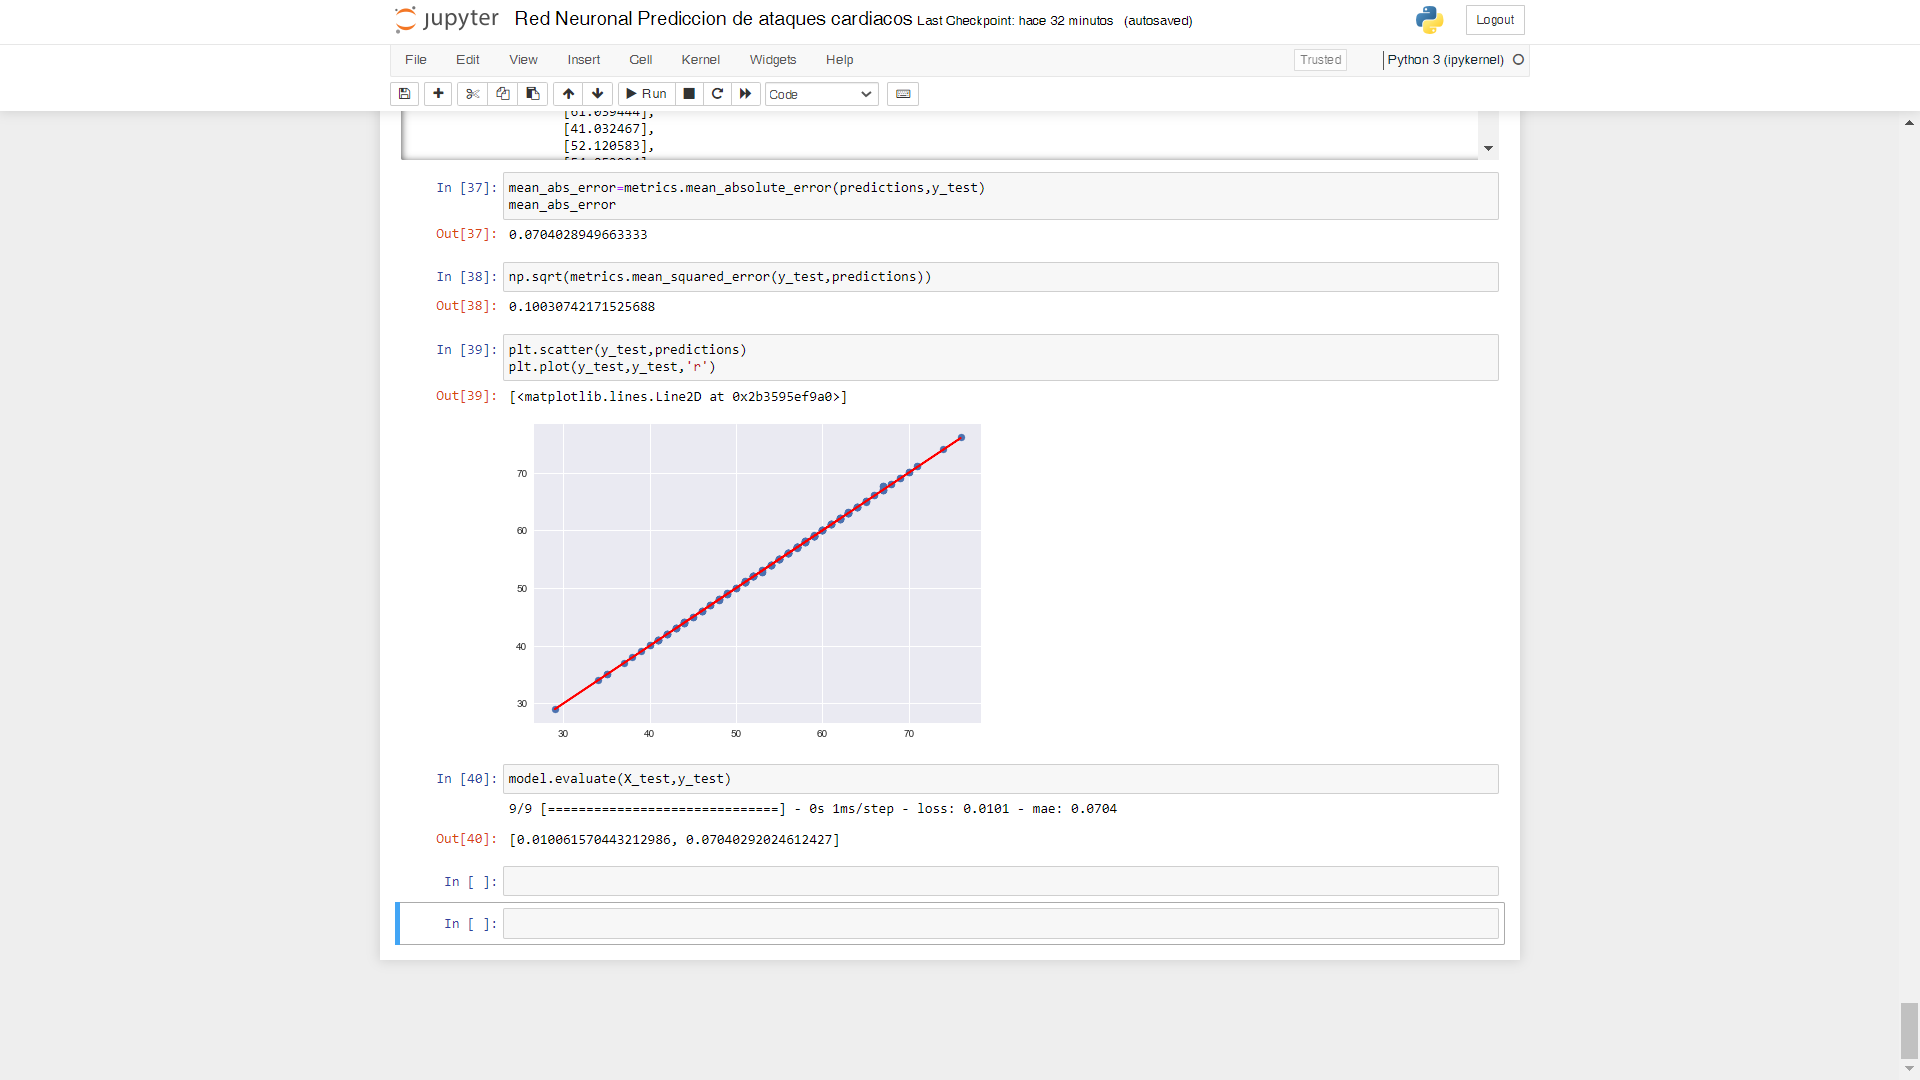 jupyter Red Neuronal Prediccion de ataques cardiacos Last Checkpoint: hace 32 minutos (autosaved)
Logout
File Edit View Insert Cell Kernel Widgets Help
Trusted
Python 3 (ipykernel)
Run
Code
[61.059444],
[41.032467],
[52.120583],
In [37]: mean_abs_error=metrics.mean_absolute_error(predictions,y_test)
mean_abs_error
Out[37]: 0.0704028949663333
In [38]: np.sqrt(metrics.mean_squared_error(y_test,predictions))
Out[38]: 0.10030742171525688
In [39]: plt.scatter(y_test,predictions)
plt.plot(y_test,y_test,'r')
Out[39]: [<matplotlib.lines.Line2D at 0x2b3595ef9a0>]
70
60
50
40
30
30 40 50 60 70
In [40]: model.evaluate(X_test,y_test)
9/9 [==============================] - 0s 1ms/step - loss: 0.0101 - mae: 0.0704
Out[40]: [0.010061570443212986, 0.07040292024612427]
In [ ]:
In [ ]: